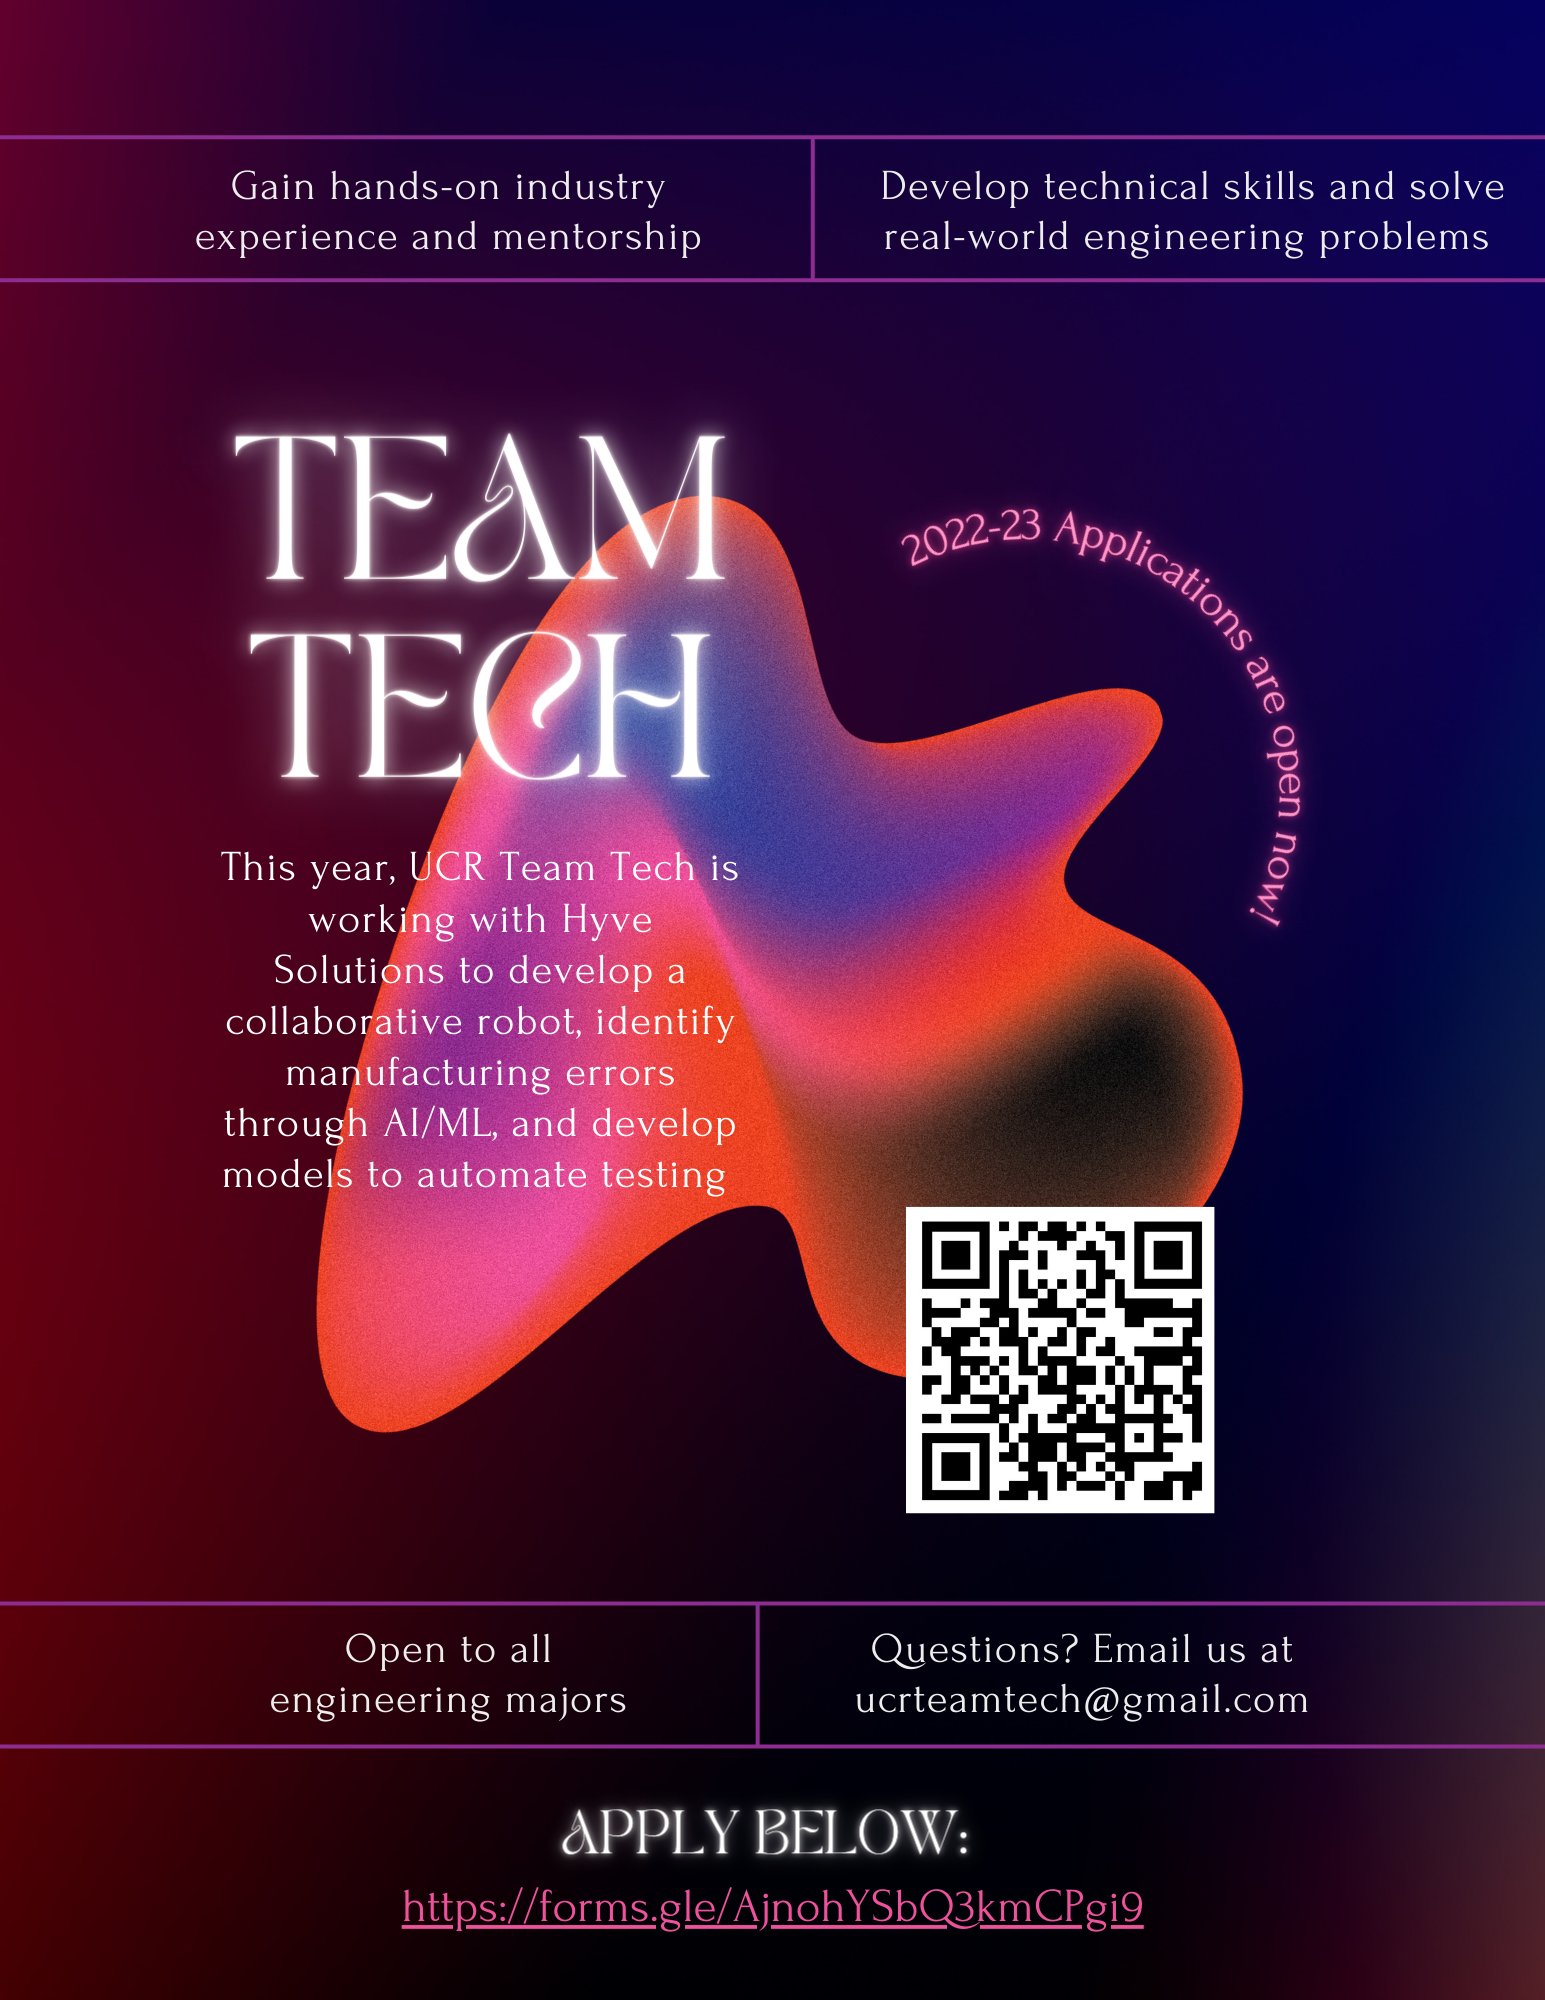 Gain hands-on industry
experience and mentorship
Develop technical skills and solve
real-world engineering problems
TEAM
TECH
2022-23 Applications are open now!
This year, UCR Team Tech is
working with Hyve
Solutions to develop a
collaborative robot, identify
manufacturing errors
through AI/ML, and develop
models to automate testing
Open to all
engineering majors
Questions? Email us at
ucrteamtech@gmail.com
APPLY BELOW:
https://forms.gle/AjnohYSbQ3kmCPgi9